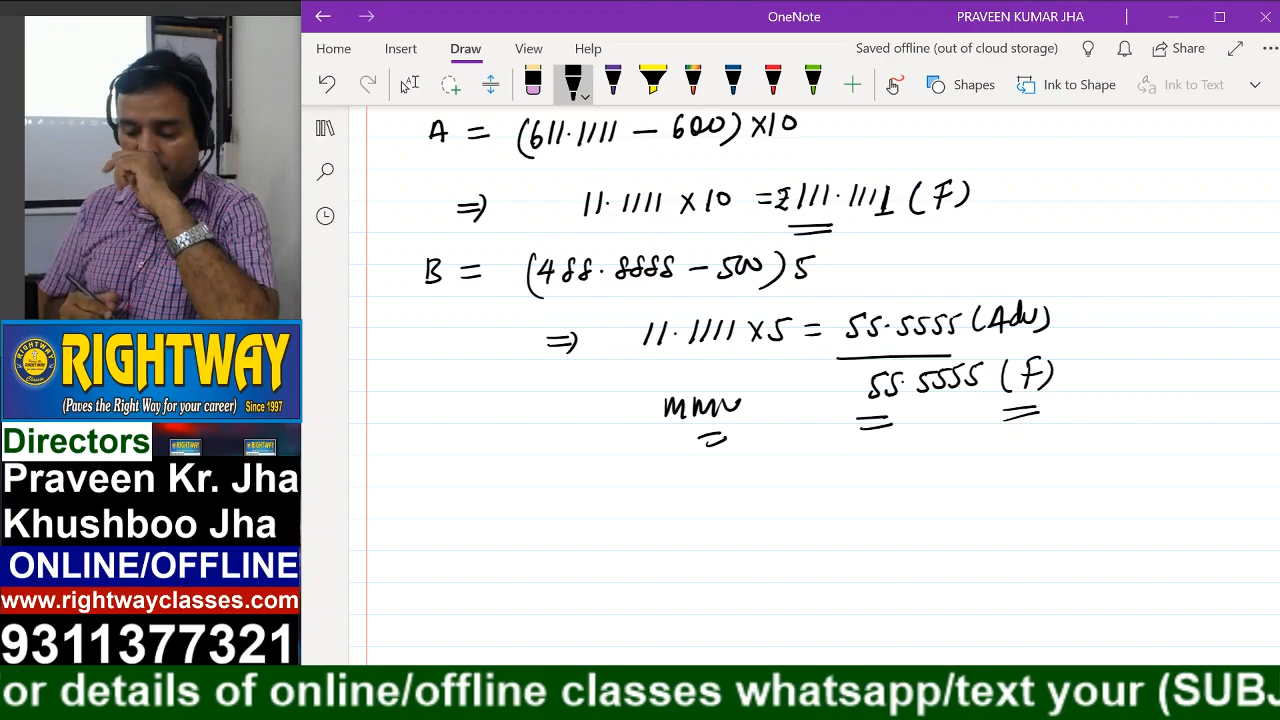 OneNote
PRAVEEN KUMAR JHA
Home Insert Draw View Help
Saved offline (out of cloud storage)
Share
Shapes Ink to Shape Ink to Text
A = (611.1111 - 600) x 10
⇒ 11.1111 x 10 = ₹111.1111 (F)
B = (488.8888 - 500) 5
⇒ 11.1111 x 5 = 55.5555 (Adv)
55.5555 (F)
RIGHTWAY
(Paves the Right Way for your career) Since 1997
Directors
Praveen Kr. Jha
Khushboo Jha
ONLINE/OFFLINE
www.rightwayclasses.com
9311377321
or details of online/offline classes whatsapp/text your (SUBJ